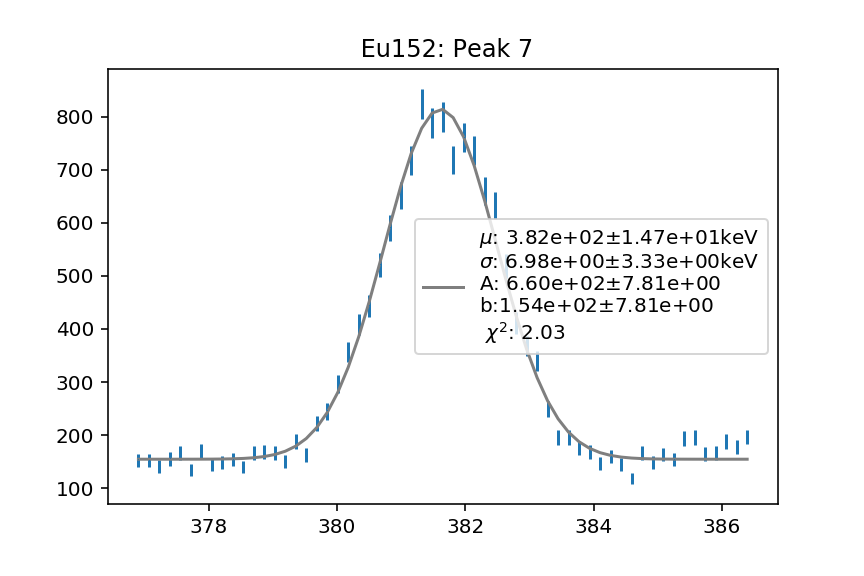 Eu152: Peak 7
800
700
600
500
400
300
200
100
μ: 3.82e+02±1.47e+01keV
σ: 6.98e+00±3.33e+00keV
A: 6.60e+02±7.81e+00
b:1.54e+02±7.81e+00
χ²: 2.03
378 380 382 384 386